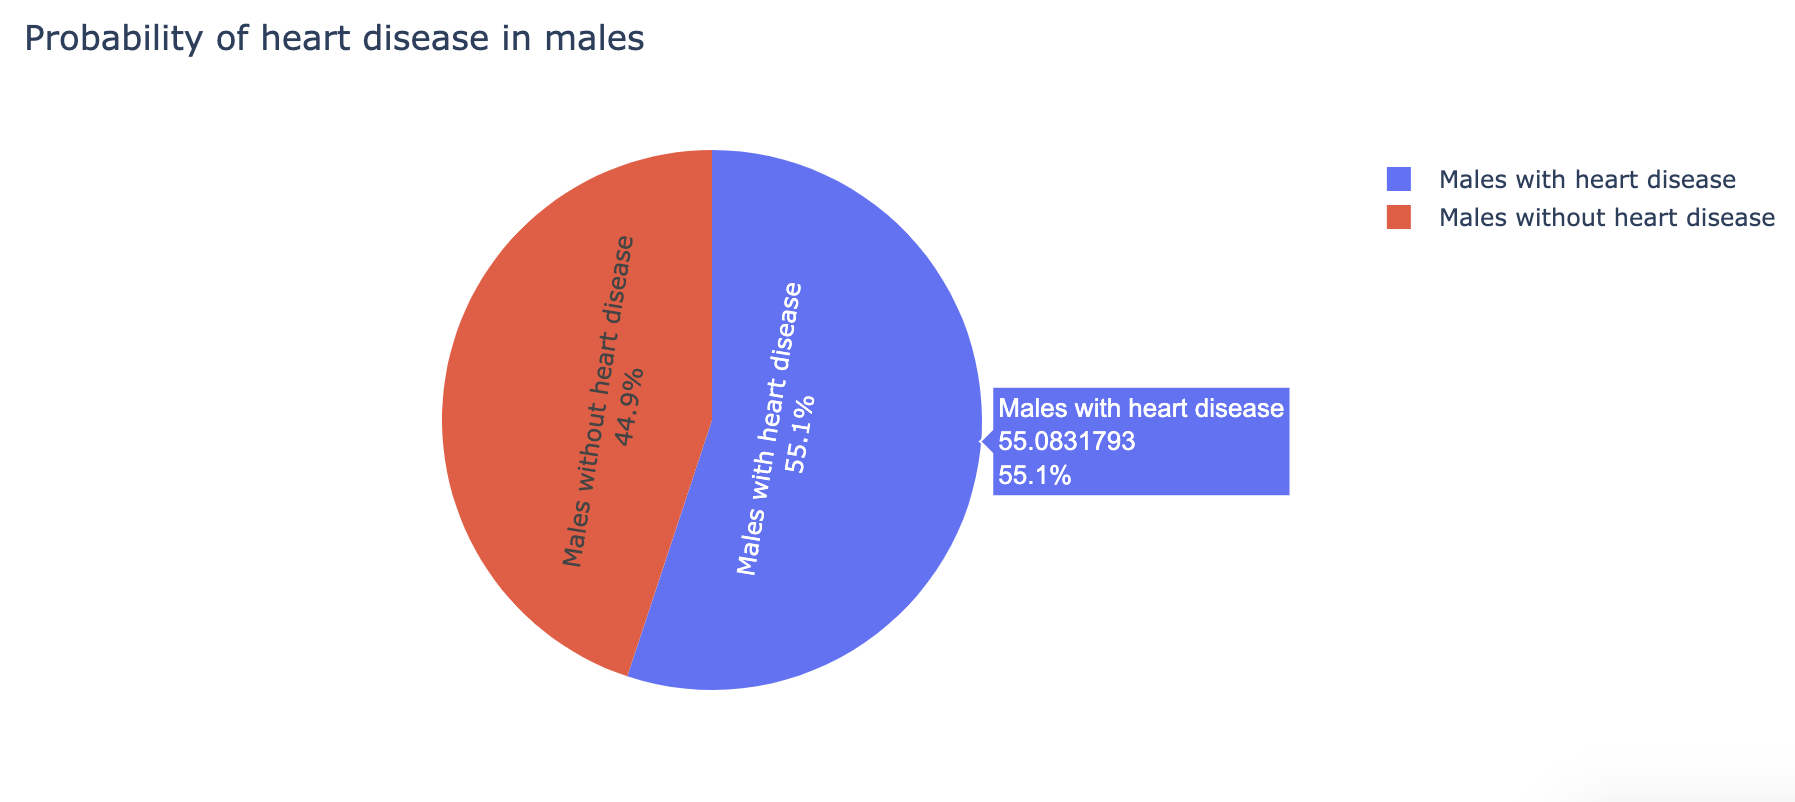 Probability of heart disease in males
Males with heart disease
Males without heart disease
Males without heart disease
44.9%
Males with heart disease
55.1%
Males with heart disease
55.0831793
55.1%